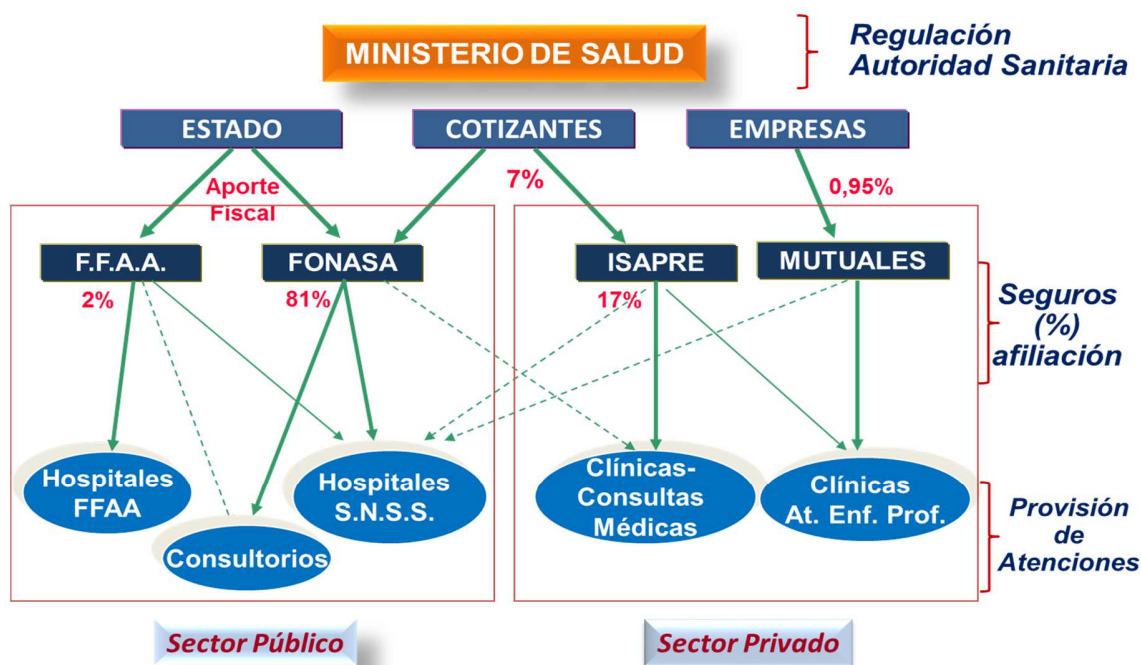 MINISTERIO DE SALUD
Regulación
Autoridad Sanitaria
ESTADO
COTIZANTES
EMPRESAS
Aporte
Fiscal
7%
0,95%
F.F.A.A.
FONASA
ISAPRE
MUTUALES
2%
81%
17%
Seguros
(%)
afiliación
Hospitales
FFAA
Consultorios
Hospitales
S.N.S.S.
Clínicas-
Consultas
Médicas
Clínicas
At. Enf. Prof.
Provisión
de
Atenciones
Sector Público
Sector Privado